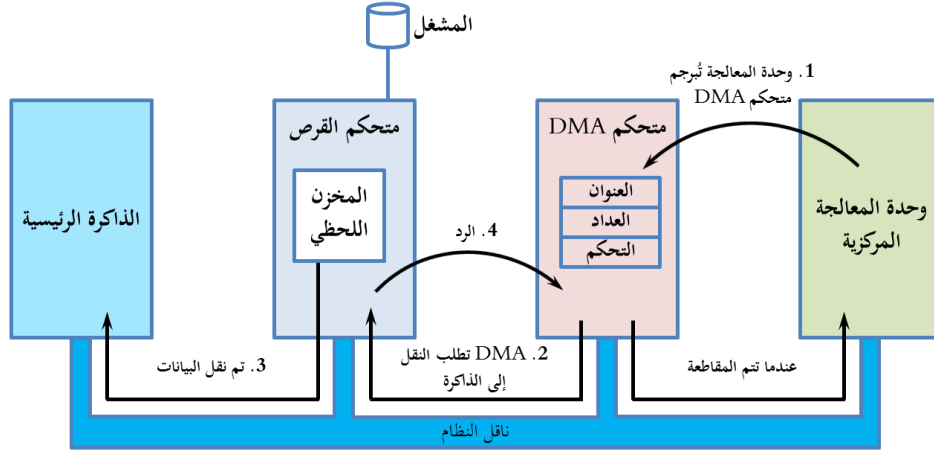 المشغل
1. وحدة المعالجة تُبرجم
متحكم DMA
وحدة المعالجة
المركزية
متحكم DMA
العنوان
العداد
التحكم
متحكم القرص
المخزن
اللحظي
الذاكرة الرئيسية
4. الرد
2. DMA تطلب النقل
إلى الذاكرة
3. تم نقل البيانات
عندما تتم المقاطعة
ناقل النظام